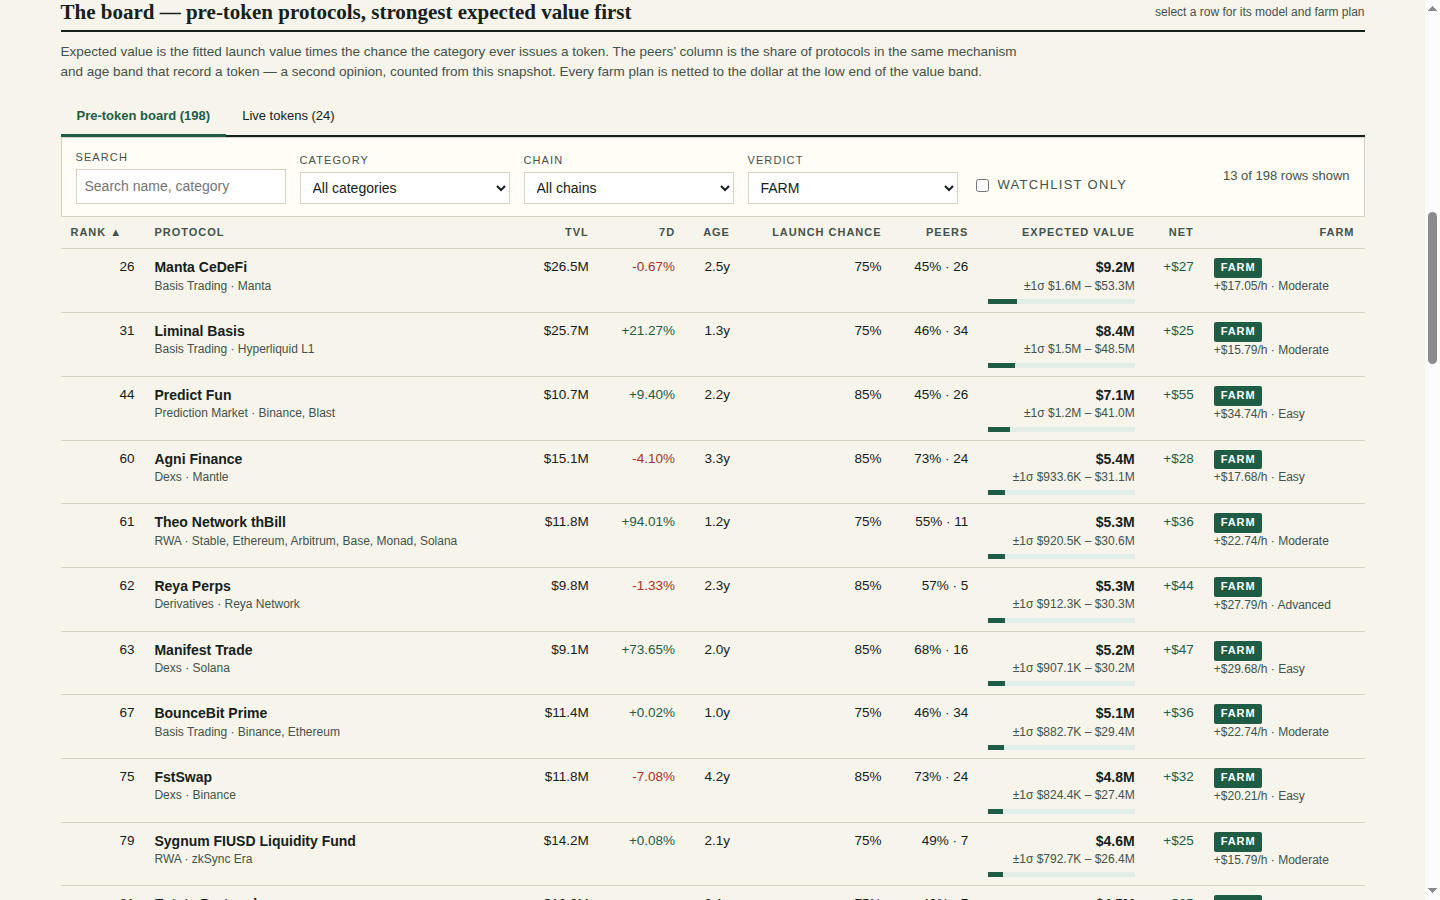 The board — pre-token protocols, strongest expected value first
select a row for its model and farm plan
Expected value is the fitted launch value times the chance the category ever issues a token. The peers’ column is the share of protocols in the same mechanism
and age band that record a token — a second opinion, counted from this snapshot. Every farm plan is netted to the dollar at the low end of the value band.
Pre-token board (198) Live tokens (24)
SEARCH CATEGORY CHAIN VERDICT
Search name, category All categories All chains FARM WATCHLIST ONLY 13 of 198 rows shown
RANK ▲ PROTOCOL TVL 7D AGE LAUNCH CHANCE PEERS EXPECTED VALUE NET FARM
26 Manta CeDeFi $26.5M -0.67% 2.5y 75% 45% · 26 $9.2M +$27 FARM
Basis Trading · Manta ±1σ $1.6M – $53.3M +$17.05/h · Moderate
31 Liminal Basis $25.7M +21.27% 1.3y 75% 46% · 34 $8.4M +$25 FARM
Basis Trading · Hyperliquid L1 ±1σ $1.5M – $48.5M +$15.79/h · Moderate
44 Predict Fun $10.7M +9.40% 2.2y 85% 45% · 26 $7.1M +$55 FARM
Prediction Market · Binance, Blast ±1σ $1.2M – $41.0M +$34.74/h · Easy
60 Agni Finance $15.1M -4.10% 3.3y 85% 73% · 24 $5.4M +$28 FARM
Dexs · Mantle ±1σ $933.6K – $31.1M +$17.68/h · Easy
61 Theo Network thBill $11.8M +94.01% 1.2y 75% 55% · 11 $5.3M +$36 FARM
RWA · Stable, Ethereum, Arbitrum, Base, Monad, Solana ±1σ $920.5K – $30.6M +$22.74/h · Moderate
62 Reya Perps $9.8M -1.33% 2.3y 85% 57% · 5 $5.3M +$44 FARM
Derivatives · Reya Network ±1σ $912.3K – $30.3M +$27.79/h · Advanced
63 Manifest Trade $9.1M +73.65% 2.0y 85% 68% · 16 $5.2M +$47 FARM
Dexs · Solana ±1σ $907.1K – $30.2M +$29.68/h · Easy
67 BounceBit Prime $11.4M +0.02% 1.0y 75% 46% · 34 $5.1M +$36 FARM
Basis Trading · Binance, Ethereum ±1σ $882.7K – $29.4M +$22.74/h · Moderate
75 FstSwap $11.8M -7.08% 4.2y 85% 73% · 24 $4.8M +$32 FARM
Dexs · Binance ±1σ $824.4K – $27.4M +$20.21/h · Easy
79 Sygnum FIUSD Liquidity Fund $14.2M +0.08% 2.1y 75% 49% · 7 $4.6M +$25 FARM
RWA · zkSync Era ±1σ $792.7K – $26.4M +$15.79/h · Moderate